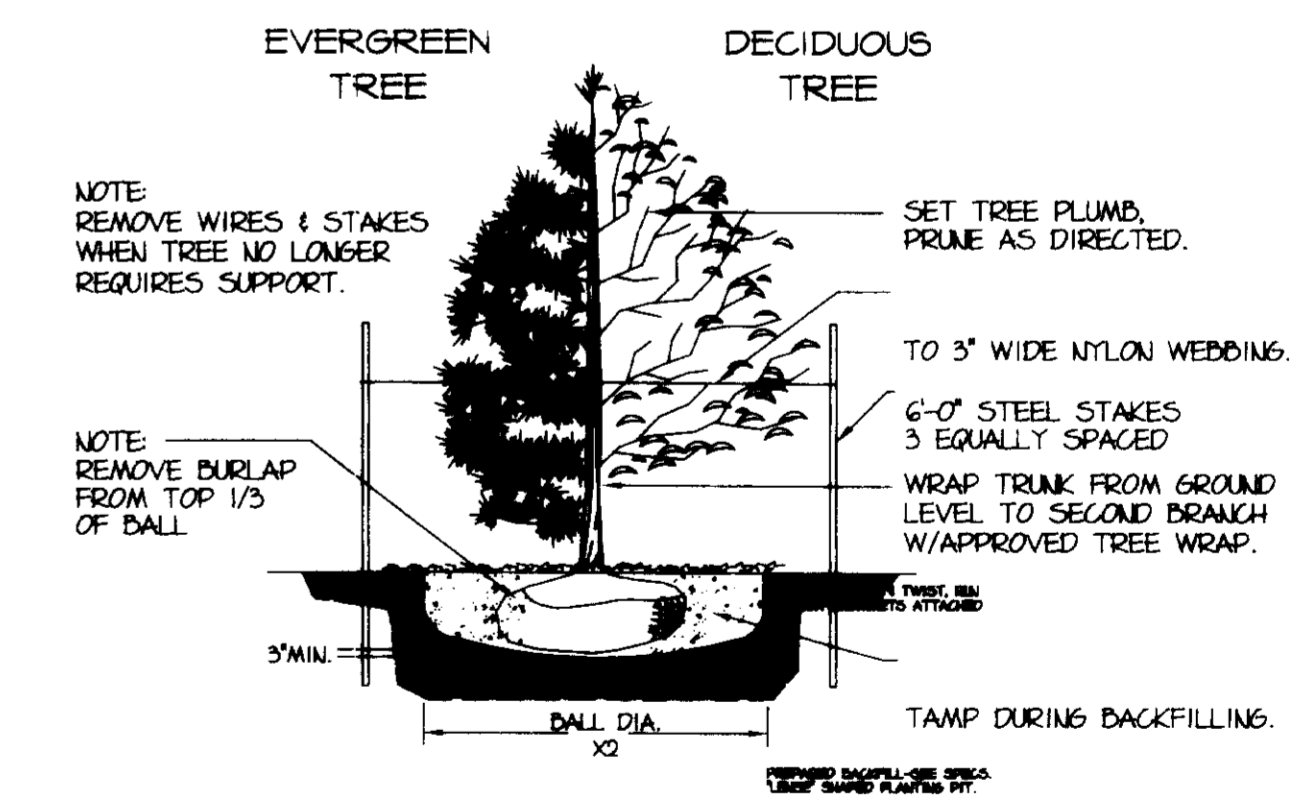 EVERGREEN
TREE
DECIDUOUS
TREE
NOTE:
REMOVE WIRES & STAKES
WHEN TREE NO LONGER
REQUIRES SUPPORT.
SET TREE PLUMB,
PRUNE AS DIRECTED.
TO 3" WIDE NYLON WEBBING.
6'-0" STEEL STAKES
3 EQUALLY SPACED
NOTE:
REMOVE BURLAP
FROM TOP 1/3
OF BALL
WRAP TRUNK FROM GROUND
LEVEL TO SECOND BRANCH
W/APPROVED TREE WRAP.
TWIST, RUN
ATTACHED
3" MIN.
BALL DIA.
X2
TAMP DURING BACKFILLING.
PREPARED BACKFILL-SEE SPECS.
SHAPED PLANTING PIT.